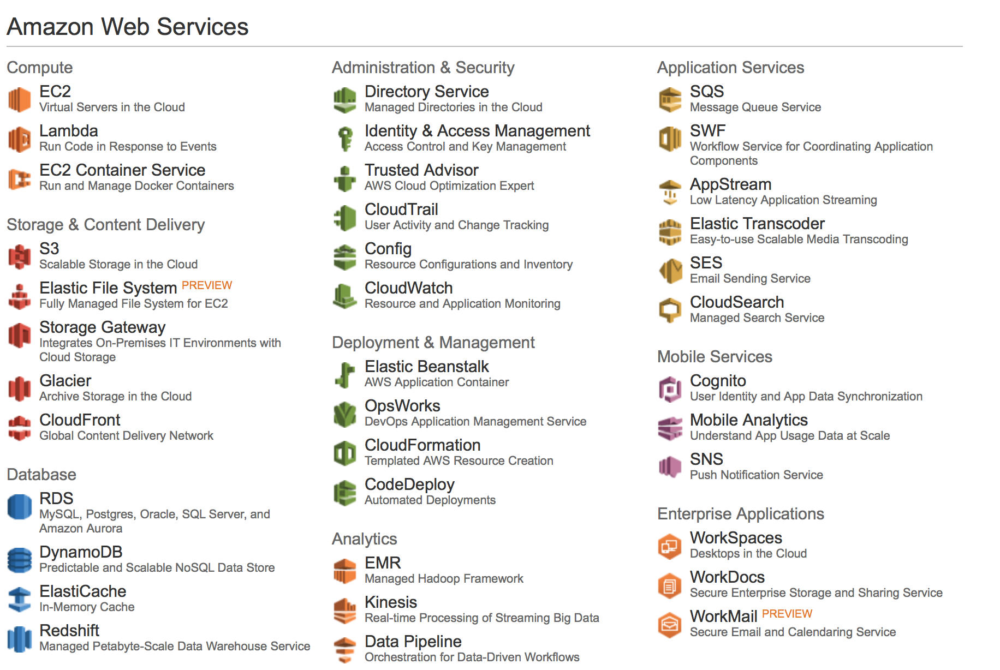 Amazon Web Services
Compute
EC2
Virtual Servers in the Cloud
Lambda
Run Code in Response to Events
EC2 Container Service
Run and Manage Docker Containers
Storage & Content Delivery
S3
Scalable Storage in the Cloud
Elastic File System PREVIEW
Fully Managed File System for EC2
Storage Gateway
Integrates On-Premises IT Environments with
Cloud Storage
Glacier
Archive Storage in the Cloud
CloudFront
Global Content Delivery Network
Database
RDS
MySQL, Postgres, Oracle, SQL Server, and
Amazon Aurora
DynamoDB
Predictable and Scalable NoSQL Data Store
ElastiCache
In-Memory Cache
Redshift
Managed Petabyte-Scale Data Warehouse Service
Administration & Security
Directory Service
Managed Directories in the Cloud
Identity & Access Management
Access Control and Key Management
Trusted Advisor
AWS Cloud Optimization Expert
CloudTrail
User Activity and Change Tracking
Config
Resource Configurations and Inventory
CloudWatch
Resource and Application Monitoring
Deployment & Management
Elastic Beanstalk
AWS Application Container
OpsWorks
DevOps Application Management Service
CloudFormation
Templated AWS Resource Creation
CodeDeploy
Automated Deployments
Analytics
EMR
Managed Hadoop Framework
Kinesis
Real-time Processing of Streaming Big Data
Data Pipeline
Orchestration for Data-Driven Workflows
Application Services
SQS
Message Queue Service
SWF
Workflow Service for Coordinating Application
Components
AppStream
Low Latency Application Streaming
Elastic Transcoder
Easy-to-use Scalable Media Transcoding
SES
Email Sending Service
CloudSearch
Managed Search Service
Mobile Services
Cognito
User Identity and App Data Synchronization
Mobile Analytics
Understand App Usage Data at Scale
SNS
Push Notification Service
Enterprise Applications
WorkSpaces
Desktops in the Cloud
WorkDocs
Secure Enterprise Storage and Sharing Service
WorkMail PREVIEW
Secure Email and Calendaring Service